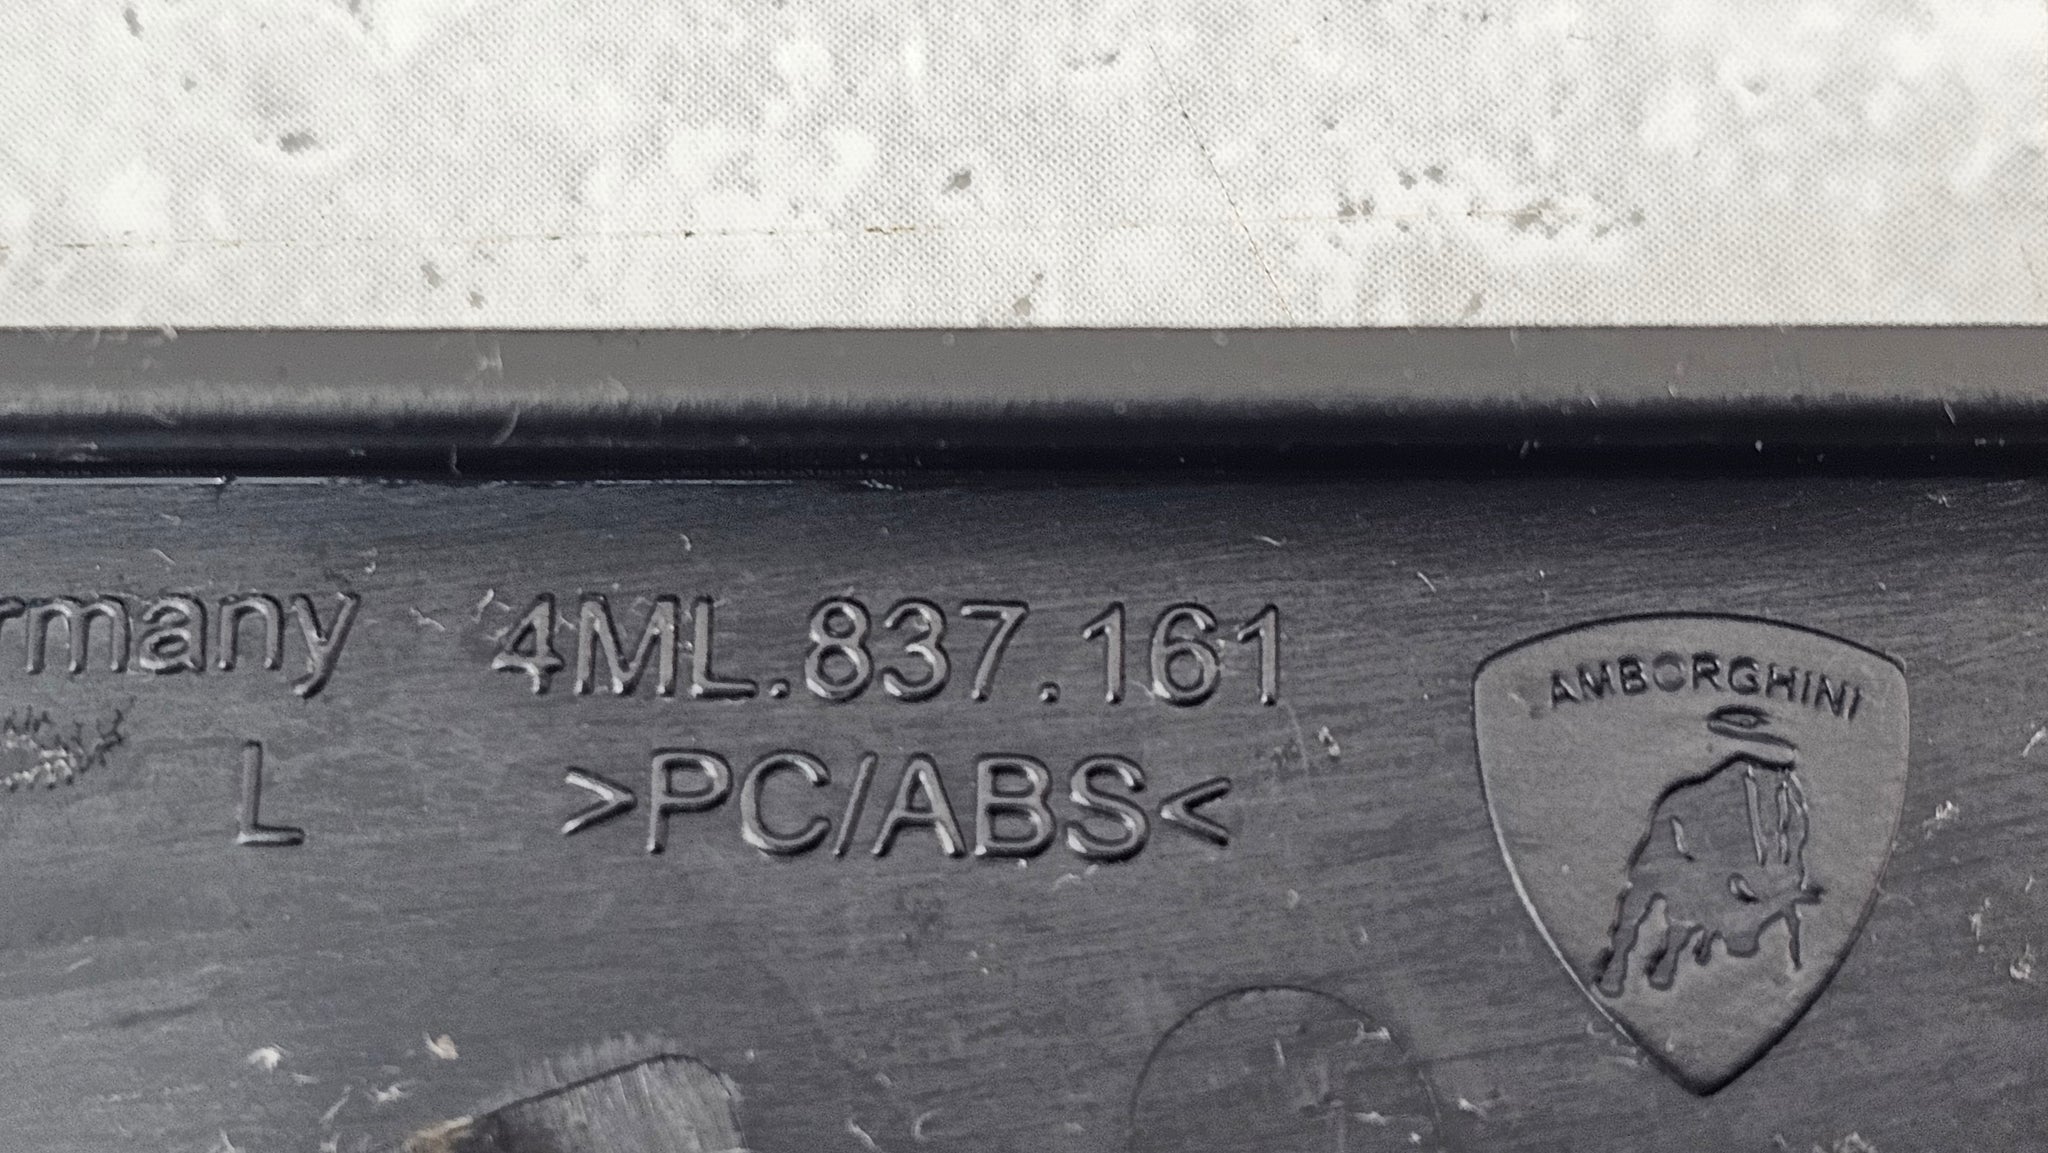 rmany 4ML.837.161
L >PC/ABS<
AMBORGHINI